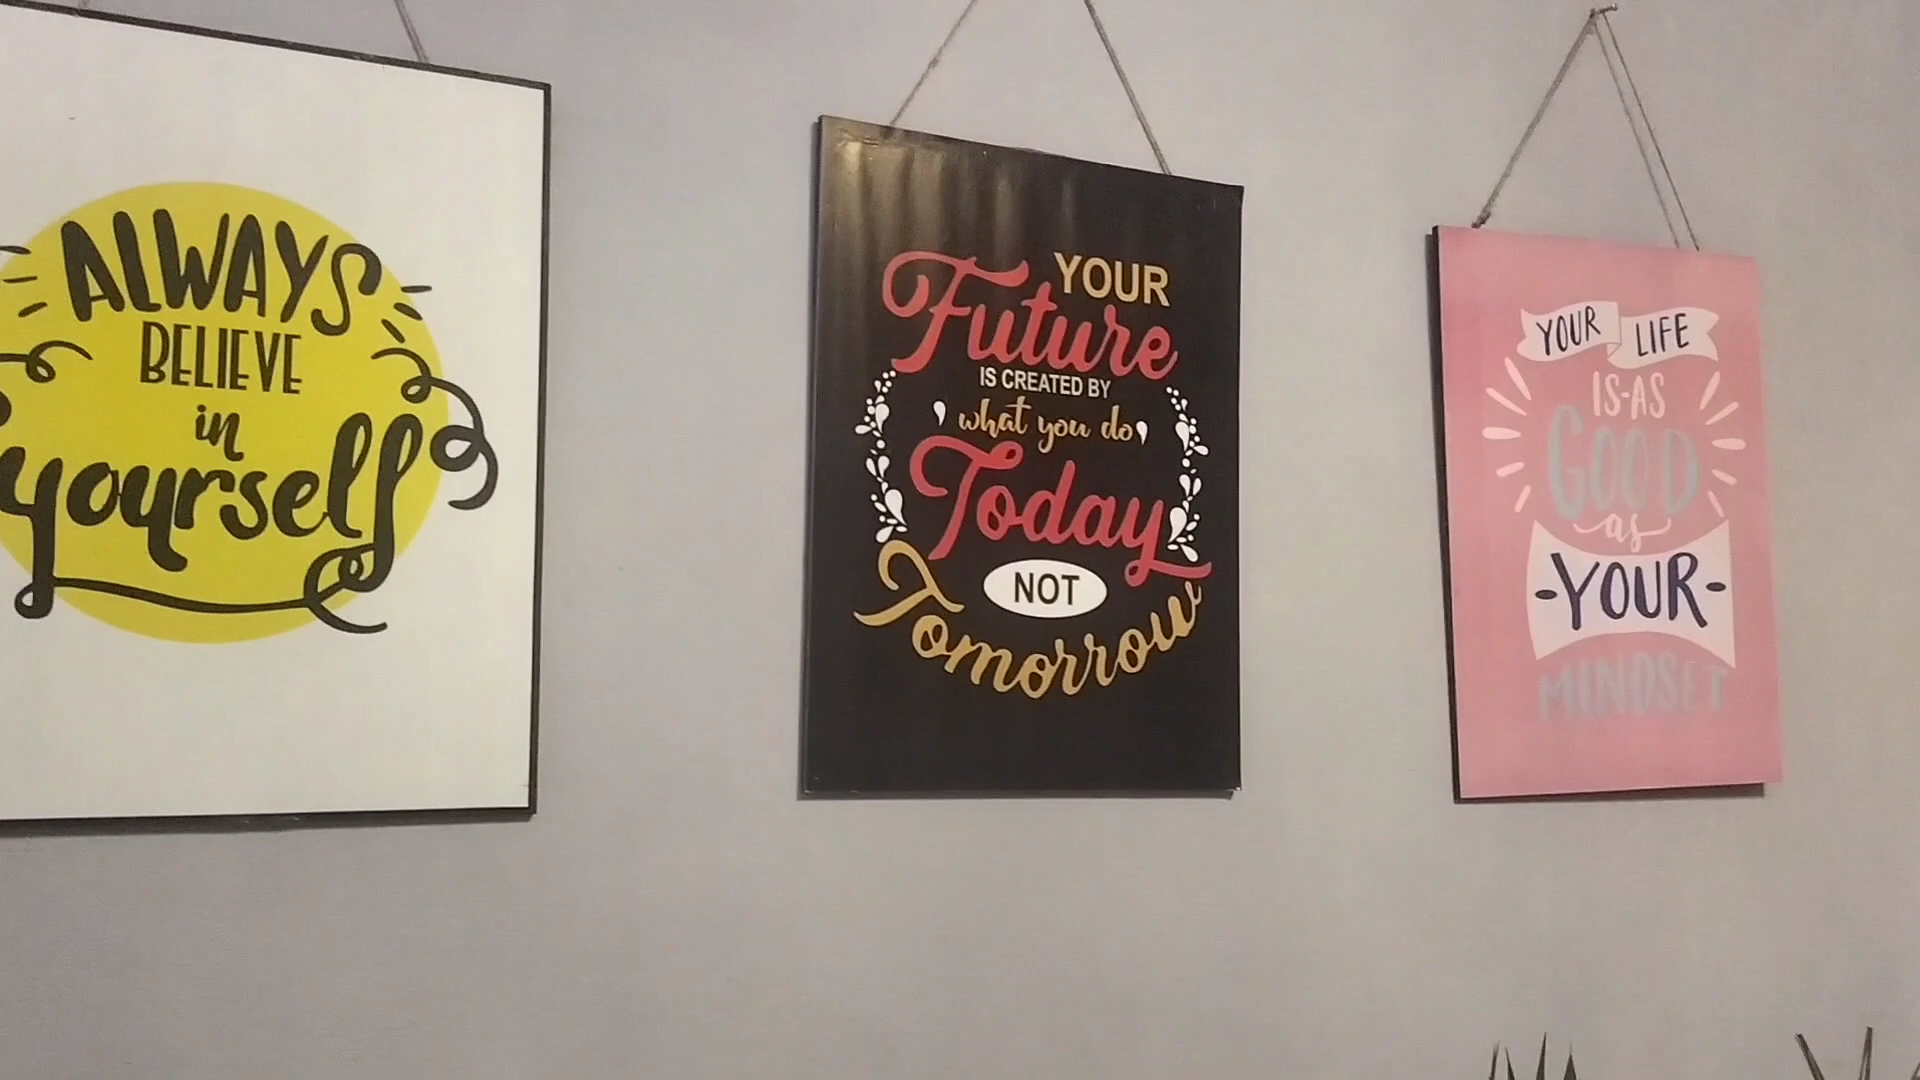 ALWAYS
BELIEVE
in
yourself
YOUR
Future
IS CREATED BY
what you do
Today
NOT
Tomorrow
YOUR LIFE
IS-AS
GOOD
as
-YOUR-
MINDSET